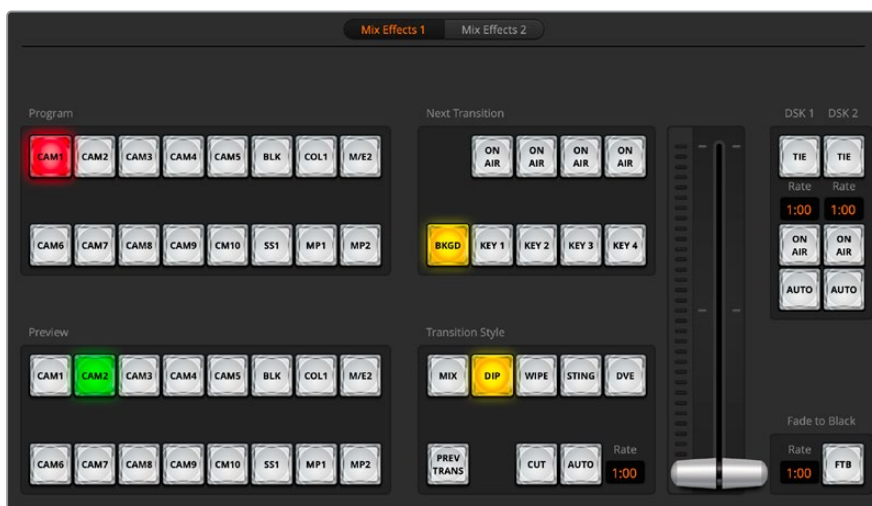 Mix Effects 1 Mix Effects 2
Program
CAM1 CAM2 CAM3 CAM4 CAM5 BLK COL1 M/E2
CAM6 CAM7 CAM8 CAM9 CM10 SS1 MP1 MP2
Next Transition
ON AIR ON AIR ON AIR ON AIR
BKGD KEY 1 KEY 2 KEY 3 KEY 4
DSK 1 DSK 2
TIE TIE
Rate Rate
1:00 1:00
ON AIR ON AIR
AUTO AUTO
Preview
CAM1 CAM2 CAM3 CAM4 CAM5 BLK COL1 M/E2
CAM6 CAM7 CAM8 CAM9 CM10 SS1 MP1 MP2
Transition Style
MIX DIP WIPE STING DVE
PREV TRANS CUT AUTO Rate 1:00
Fade to Black
Rate
1:00 FTB